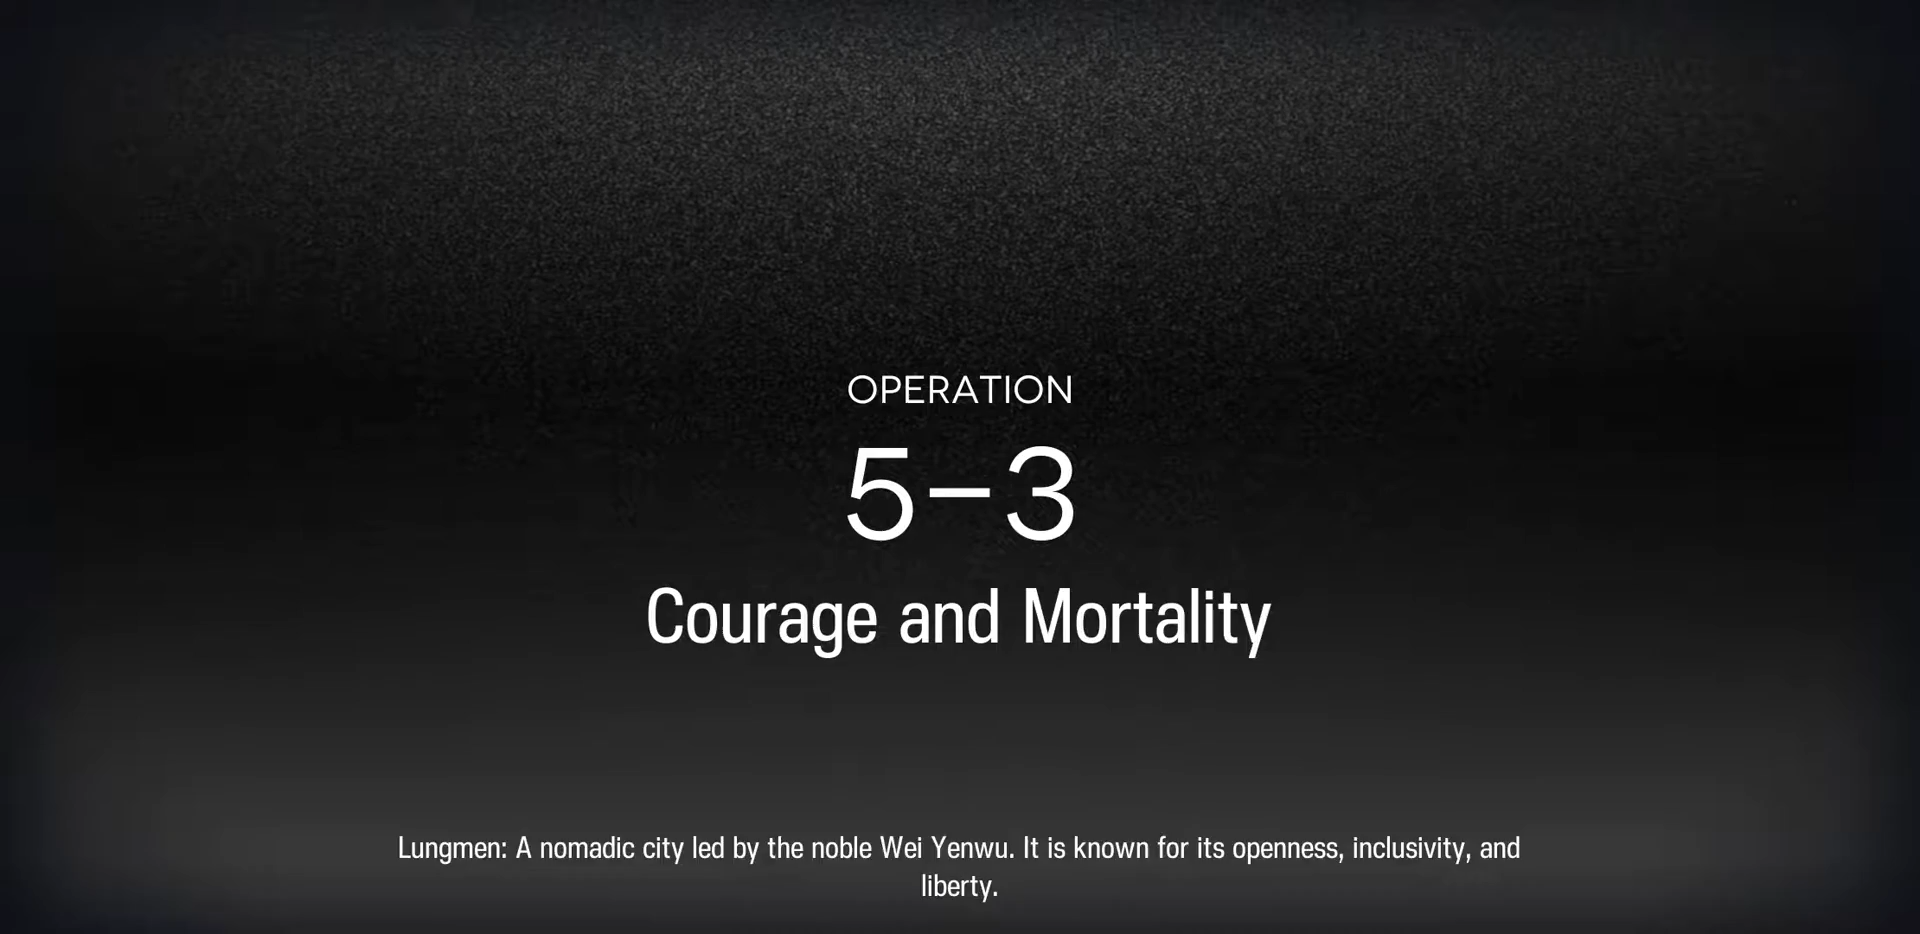 OPERATION
5-3
Courage and Mortality
Lungmen: A nomadic city led by the noble Wei Yenwu. It is known for its openness, inclusivity, and
liberty.